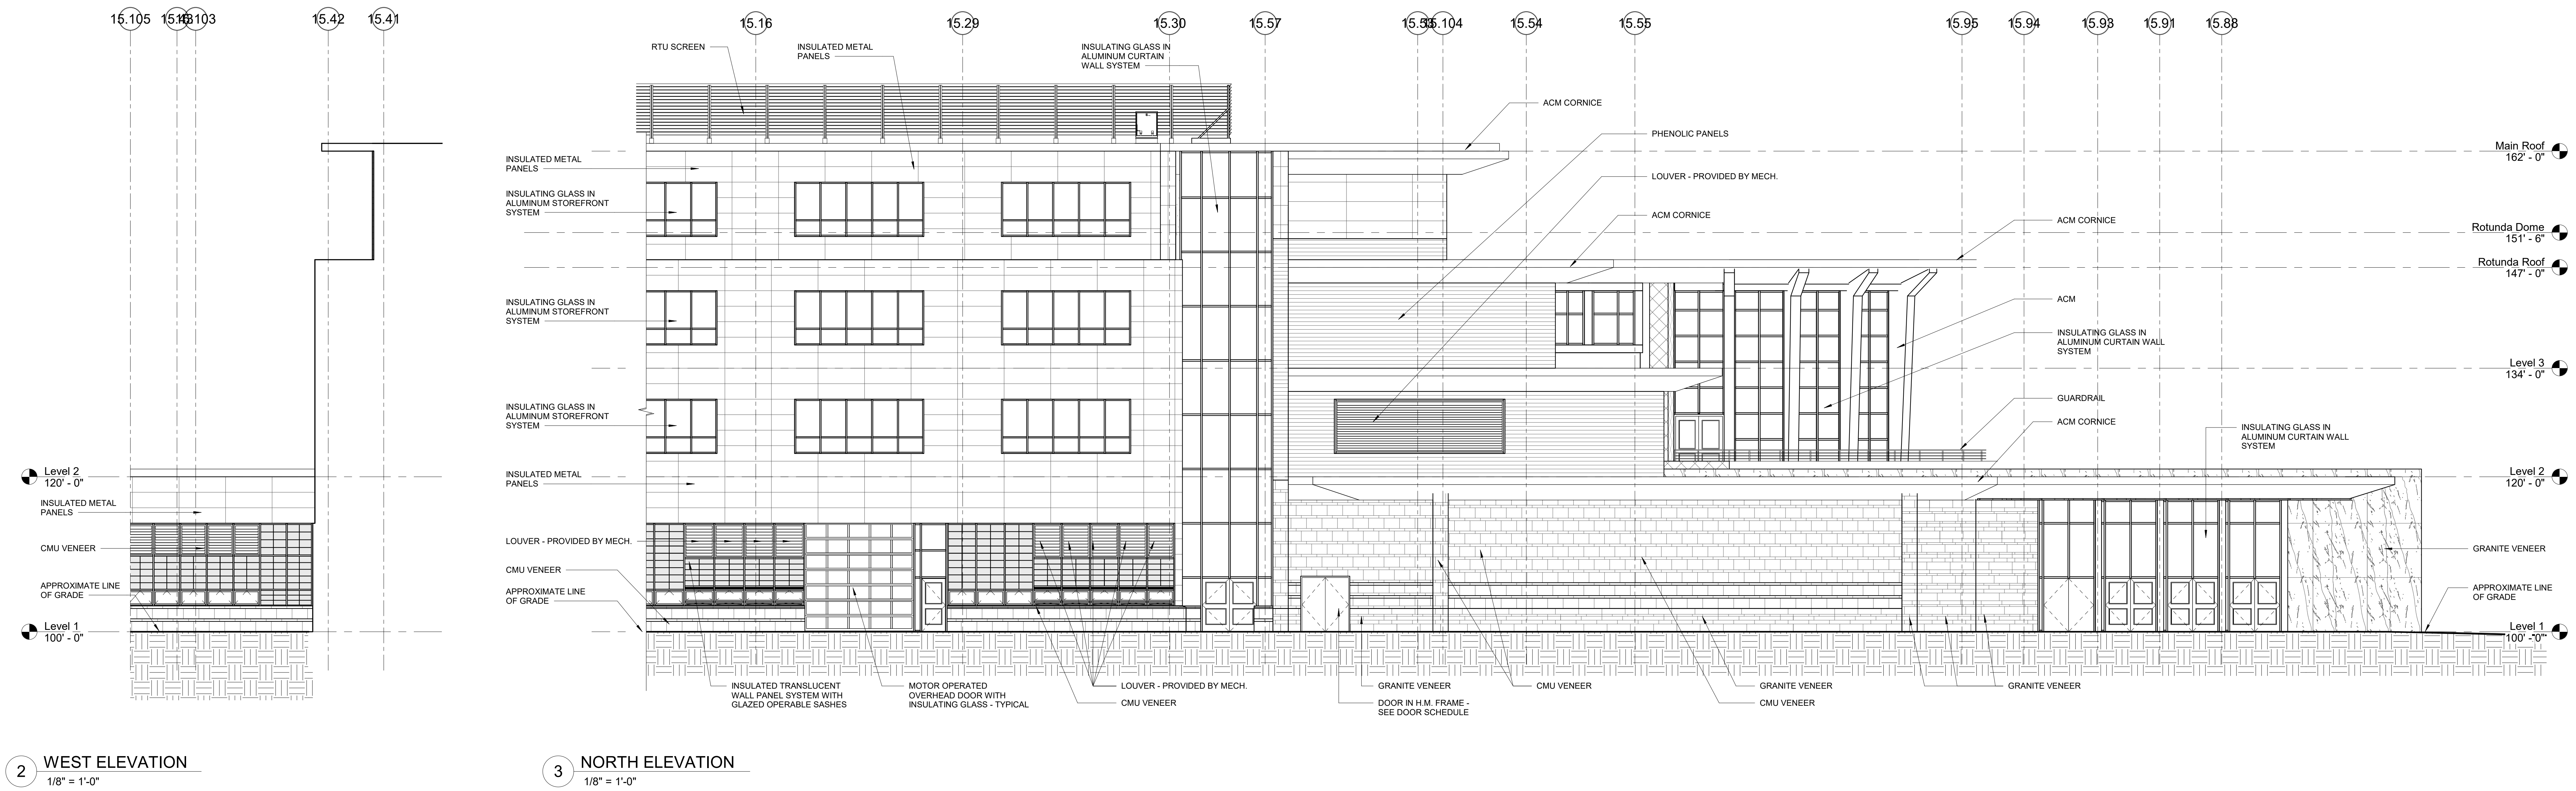 15.105
15.103
15.42
15.41
15.16
15.29
15.30
15.57
15.104
15.54
15.55
15.95
15.94
15.93
15.91
15.88
RTU SCREEN
INSULATED METAL
PANELS
INSULATING GLASS IN
ALUMINUM CURTAIN
WALL SYSTEM
ACM CORNICE
PHENOLIC PANELS
LOUVER - PROVIDED BY MECH.
ACM CORNICE
ACM CORNICE
ACM
INSULATING GLASS IN
ALUMINUM CURTAIN WALL
SYSTEM
GUARDRAIL
ACM CORNICE
INSULATING GLASS IN
ALUMINUM CURTAIN WALL
SYSTEM
GRANITE VENEER
APPROXIMATE LINE
OF GRADE
Main Roof
162' - 0"
Rotunda Dome
151' - 6"
Rotunda Roof
147' - 0"
Level 3
134' - 0"
Level 2
120' - 0"
Level 1
100' - 0"
INSULATED METAL
PANELS
INSULATING GLASS IN
ALUMINUM STOREFRONT
SYSTEM
INSULATING GLASS IN
ALUMINUM STOREFRONT
SYSTEM
INSULATING GLASS IN
ALUMINUM STOREFRONT
SYSTEM
INSULATED METAL
PANELS
LOUVER - PROVIDED BY MECH.
CMU VENEER
APPROXIMATE LINE
OF GRADE
Level 2
120' - 0"
INSULATED METAL
PANELS
CMU VENEER
APPROXIMATE LINE
OF GRADE
Level 1
100' - 0"
INSULATED TRANSLUCENT
WALL PANEL SYSTEM WITH
GLAZED OPERABLE SASHES
MOTOR OPERATED
OVERHEAD DOOR WITH
INSULATING GLASS - TYPICAL
LOUVER - PROVIDED BY MECH.
CMU VENEER
GRANITE VENEER
DOOR IN H.M. FRAME -
SEE DOOR SCHEDULE
CMU VENEER
GRANITE VENEER
CMU VENEER
GRANITE VENEER
2 WEST ELEVATION
1/8" = 1'-0"
3 NORTH ELEVATION
1/8" = 1'-0"